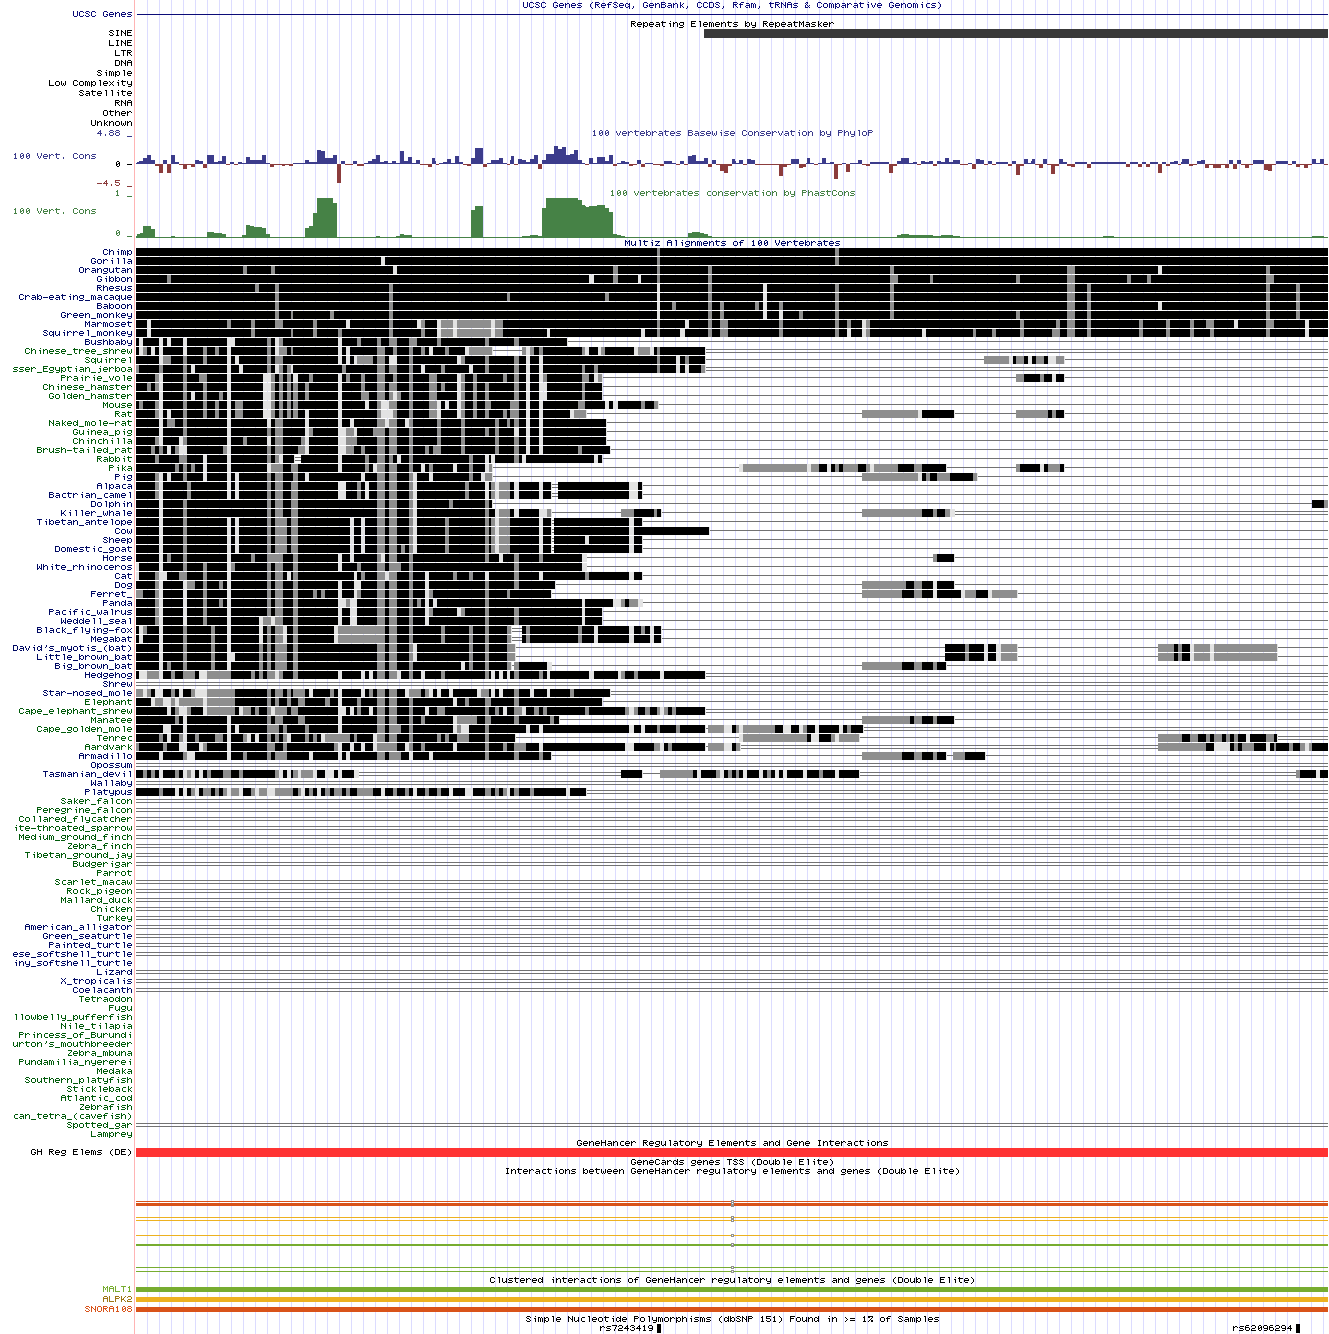 UCSC Genes (RefSeq, GenBank, CCDS, Rfam, tRNAs & Comparative Genomics)
UCSC Genes
Repeating Elements by RepeatMasker
SINE
LINE
LTR
DNA
Simple
Low Complexity
Satellite
RNA
Other
Unknown
4.88 _
100 vertebrates Basewise Conservation by PhyloP
100 Vert. Cons
0 _
-4.5 _
1 _
100 vertebrates conservation by PhastCons
100 Vert. Cons
0 _
Multiz Alignments of 100 Vertebrates
Chimp
Gorilla
Orangutan
Gibbon
Rhesus
Crab-eating_macaque
Baboon
Green_monkey
Marmoset
Squirrel_monkey
Bushbaby
Chinese_tree_shrew
Squirrel
sser_Egyptian_jerboa
Prairie_vole
Chinese_hamster
Golden_hamster
Mouse
Rat
Naked_mole-rat
Guinea_pig
Chinchilla
Brush-tailed_rat
Rabbit
Pika
Pig
Alpaca
Bactrian_camel
Dolphin
Killer_whale
Tibetan_antelope
Cow
Sheep
Domestic_goat
Horse
White_rhinoceros
Cat
Dog
Ferret_
Panda
Pacific_walrus
Weddell_seal
Black_flying-fox
Megabat
David's_myotis_(bat)
Little_brown_bat
Big_brown_bat
Hedgehog
Shrew
Star-nosed_mole
Elephant
Cape_elephant_shrew
Manatee
Cape_golden_mole
Tenrec
Aardvark
Armadillo
Opossum
Tasmanian_devil
Wallaby
Platypus
Saker_falcon
Peregrine_falcon
Collared_flycatcher
ite-throated_sparrow
Medium_ground_finch
Zebra_finch
Tibetan_ground_jay
Budgerigar
Parrot
Scarlet_macaw
Rock_pigeon
Mallard_duck
Chicken
Turkey
American_alligator
Green_seaturtle
Painted_turtle
ese_softshell_turtle
iny_softshell_turtle
Lizard
X_tropicalis
Coelacanth
Tetraodon
Fugu
llowbelly_pufferfish
Nile_tilapia
Princess_of_Burundi
urton's_mouthbreeder
Zebra_mbuna
Pundamilia_nyererei
Medaka
Southern_platyfish
Stickleback
Atlantic_cod
Zebrafish
can_tetra_(cavefish)
Spotted_gar
Lamprey
GeneHancer Regulatory Elements and Gene Interactions
GH Reg Elems (DE)
GeneCards genes TSS (Double Elite)
Interactions between GeneHancer regulatory elements and genes (Double Elite)
Clustered interactions of GeneHancer regulatory elements and genes (Double Elite)
MALT1
ALPK2
SNORA108
Simple Nucleotide Polymorphisms (dbSNP 151) Found in >= 1% of Samples
rs7243419 rs62096294